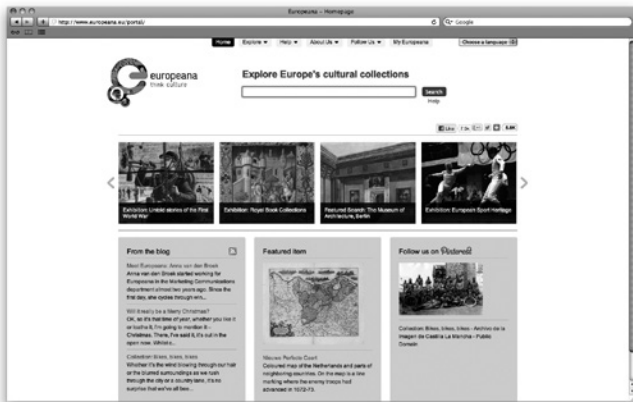 Europeana – Homepage
http://www.europeana.eu/portal/
Google
Home Explore Help About Us Follow Us My Europeana Choose a language
europeana
think culture
Explore Europe's cultural collections
Search
Help
Like
Exhibition: Untold stories of the First
World War
Exhibition: Royal Book Collections
Featured Search: The Museum of
Architecture, Berlin
Exhibition: European Sport Heritage
From the blog
Meet Europeana: Anna van den Broek
Anna van den Broek started working for
Europeana in the Marketing Communications
department almost two years ago. Since the
first day, she cycles through win...
Will it really be a Merry Christmas?
OK, so it's that time of year, whether you like it
or loathe it, I'm going to mention it –
Christmas. There, I've said it, it's out in the
open now. Whilst o...
Collection: Bikes, bikes, bikes
Whether it's the wind blowing through our hair
or the blurred surroundings as we rush
through the city or a country lane, it's no
surprise that we've all bee...
Featured item
Nieuwe Perfecte Caert
Coloured map of the Netherlands and parts of
neighboring countries. On the map is a line
marking where the enemy troops had
advanced in 1672-73.
Follow us on Pinterest
Collection: Bikes, bikes, bikes - Archivo de la
Imagen de Castilla La Mancha - Public
Domain